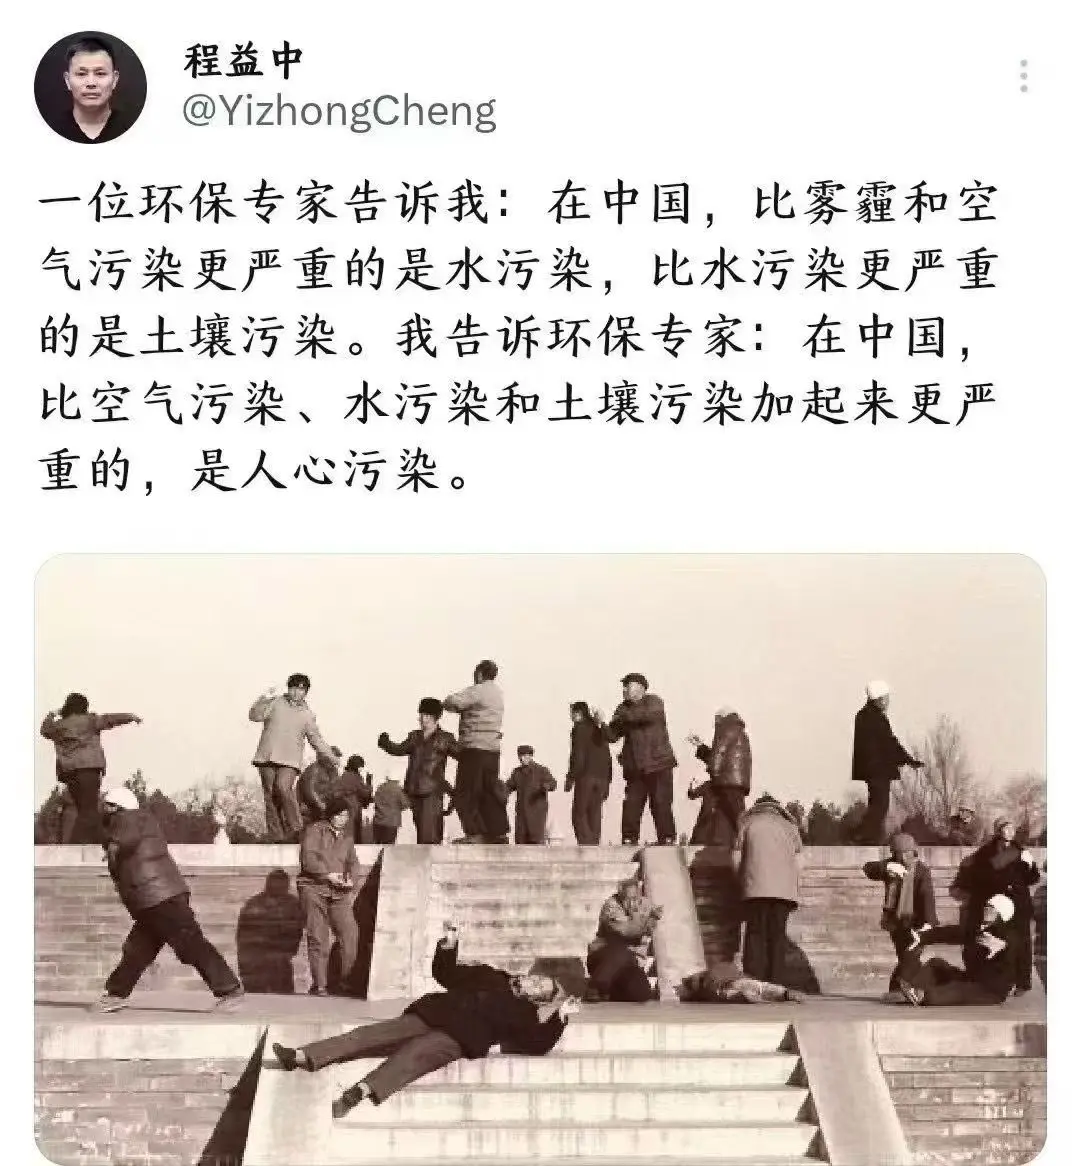 程益中
@YizhongCheng
一位环保专家告诉我：在中国，比雾霾和空
气污染更严重的是水污染，比水污染更严重
的是土壤污染。我告诉环保专家：在中国，
比空气污染、水污染和土壤污染加起来更严
重的，是人心污染。